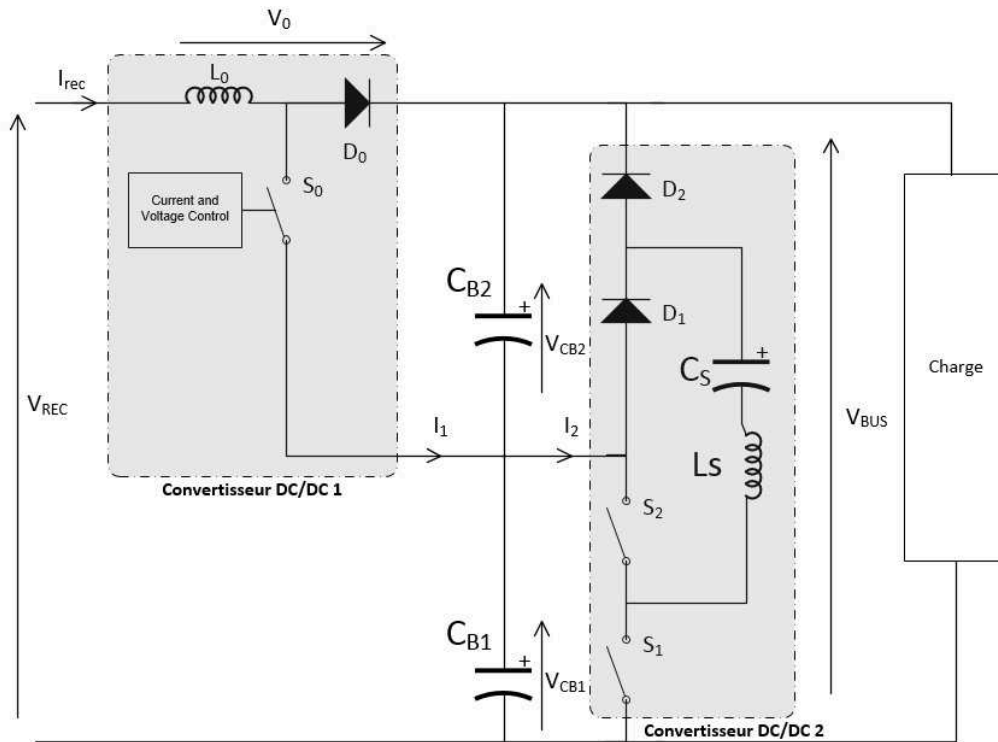 V0
Irec
L0
D0
S0
Current and
Voltage Control
D2
CB2
+
VCB2
D1
+
CS
Charge
VREC
I1
I2
VBUS
Ls
Convertisseur DC/DC 1
S2
CB1
+
VCB1
S1
Convertisseur DC/DC 2